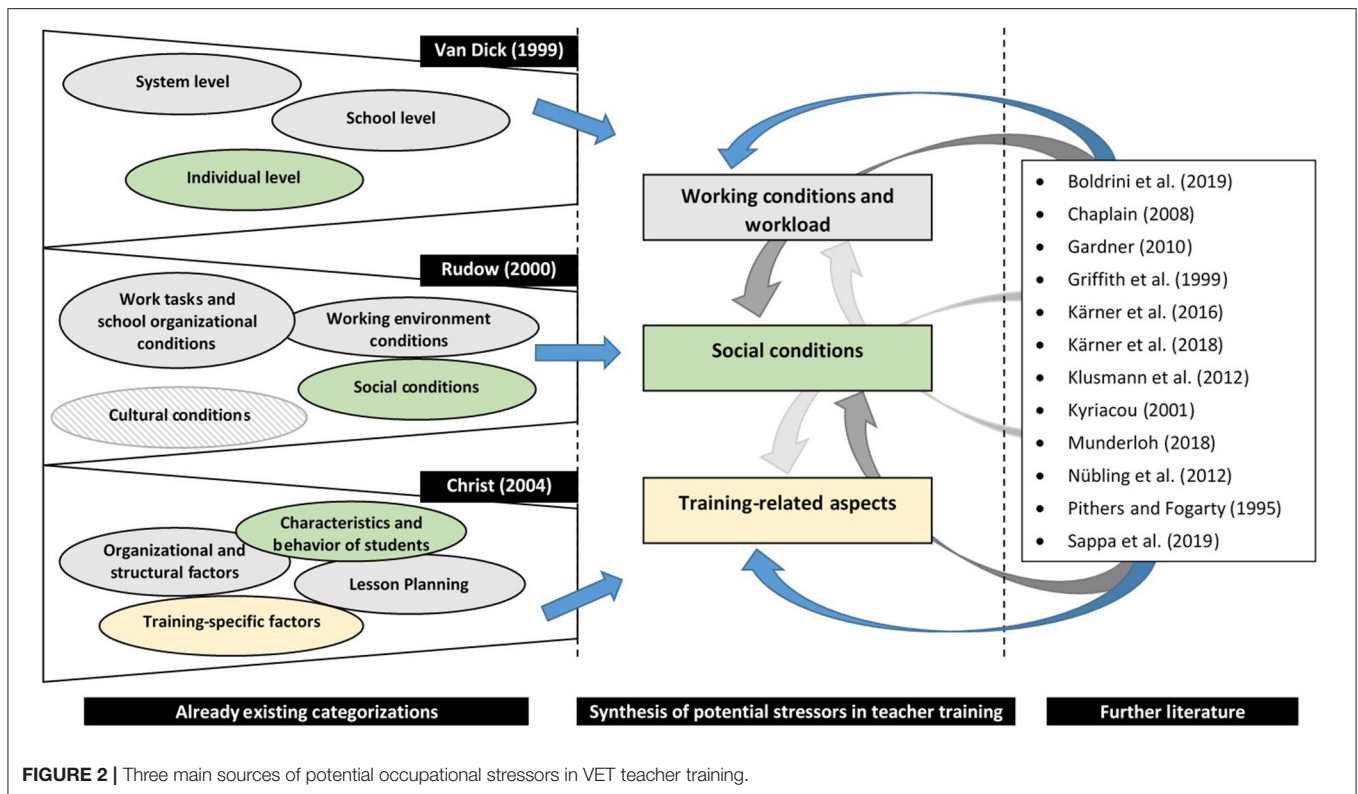 Van Dick (1999)
System level
School level
Individual level
Rudow (2000)
Work tasks and
school organizational
conditions
Working environment
conditions
Social conditions
Cultural conditions
Christ (2004)
Characteristics and
behavior of students
Organizational and
structural factors
Lesson Planning
Training-specific factors
Already existing categorizations
Working conditions and
workload
Social conditions
Training-related aspects
Synthesis of potential stressors in teacher training
• Boldrini et al. (2019)
• Chaplain (2008)
• Gardner (2010)
• Griffith et al. (1999)
• Kärner et al. (2016)
• Kärner et al. (2018)
• Klusmann et al. (2012)
• Kyriacou (2001)
• Munderloh (2018)
• Nübling et al. (2012)
• Pithers and Fogarty (1995)
• Sappa et al. (2019)
Further literature
FIGURE 2 | Three main sources of potential occupational stressors in VET teacher training.